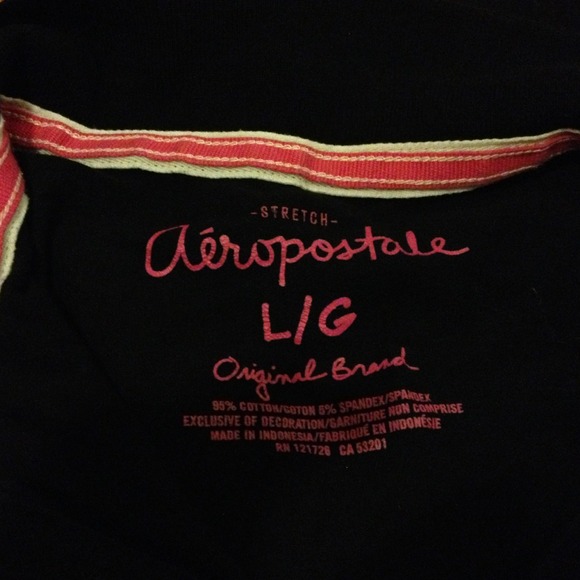 -STRETCH-
aéropostale
L/G
Original Brand
95% COTTON/COTON 5% SPANDEX/SPANDEX
EXCLUSIVE OF DECORATION/GARNITURE NON COMPRISE
MADE IN INDONESIA/FABRIQUÉ EN INDONÉSIE
RN 121726 CA 53201